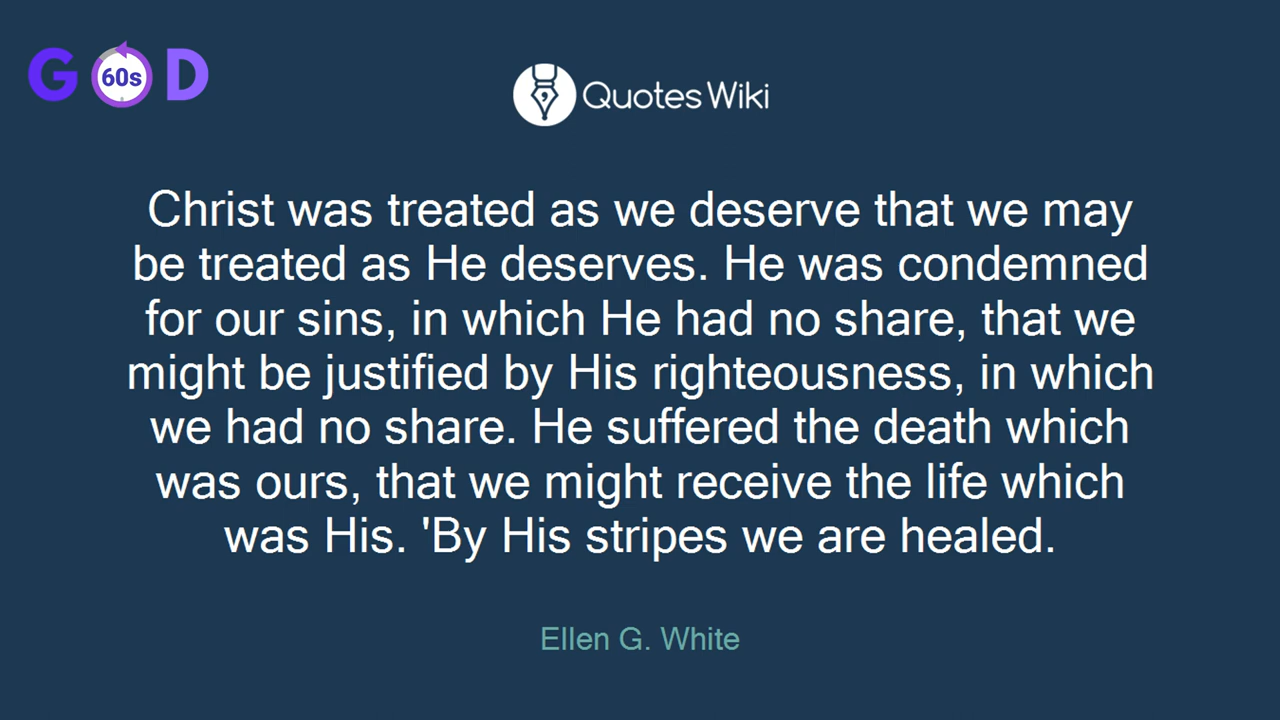 G 60s D
QuotesWiki
Christ was treated as we deserve that we may
be treated as He deserves. He was condemned
for our sins, in which He had no share, that we
might be justified by His righteousness, in which
we had no share. He suffered the death which
was ours, that we might receive the life which
was His. 'By His stripes we are healed.
Ellen G. White